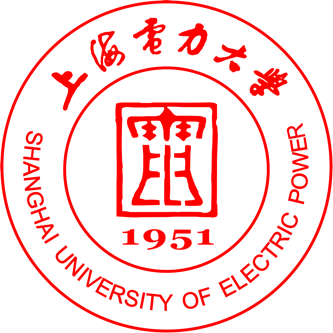 上海电力大学
1951
SHANGHAI UNIVERSITY OF ELECTRIC POWER